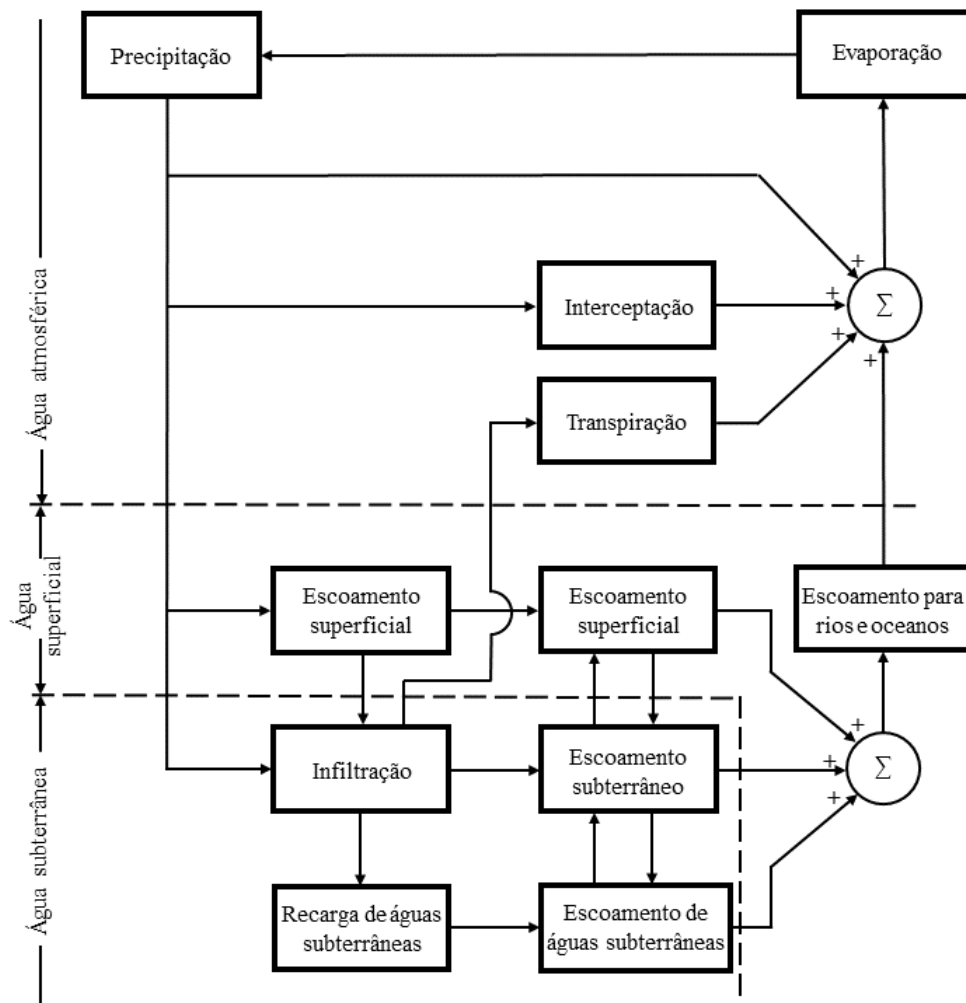 Precipitação
Evaporação
+
Interceptação
+
Σ
+
+
Transpiração
Água atmosférica
Escoamento
superficial
Escoamento
superficial
Escoamento para
rios e oceanos
Água
superficial
+
Infiltração
Escoamento
subterrâneo
+
Σ
+
Água subterrânea
Recarga de águas
subterrâneas
Escoamento de
águas subterrâneas